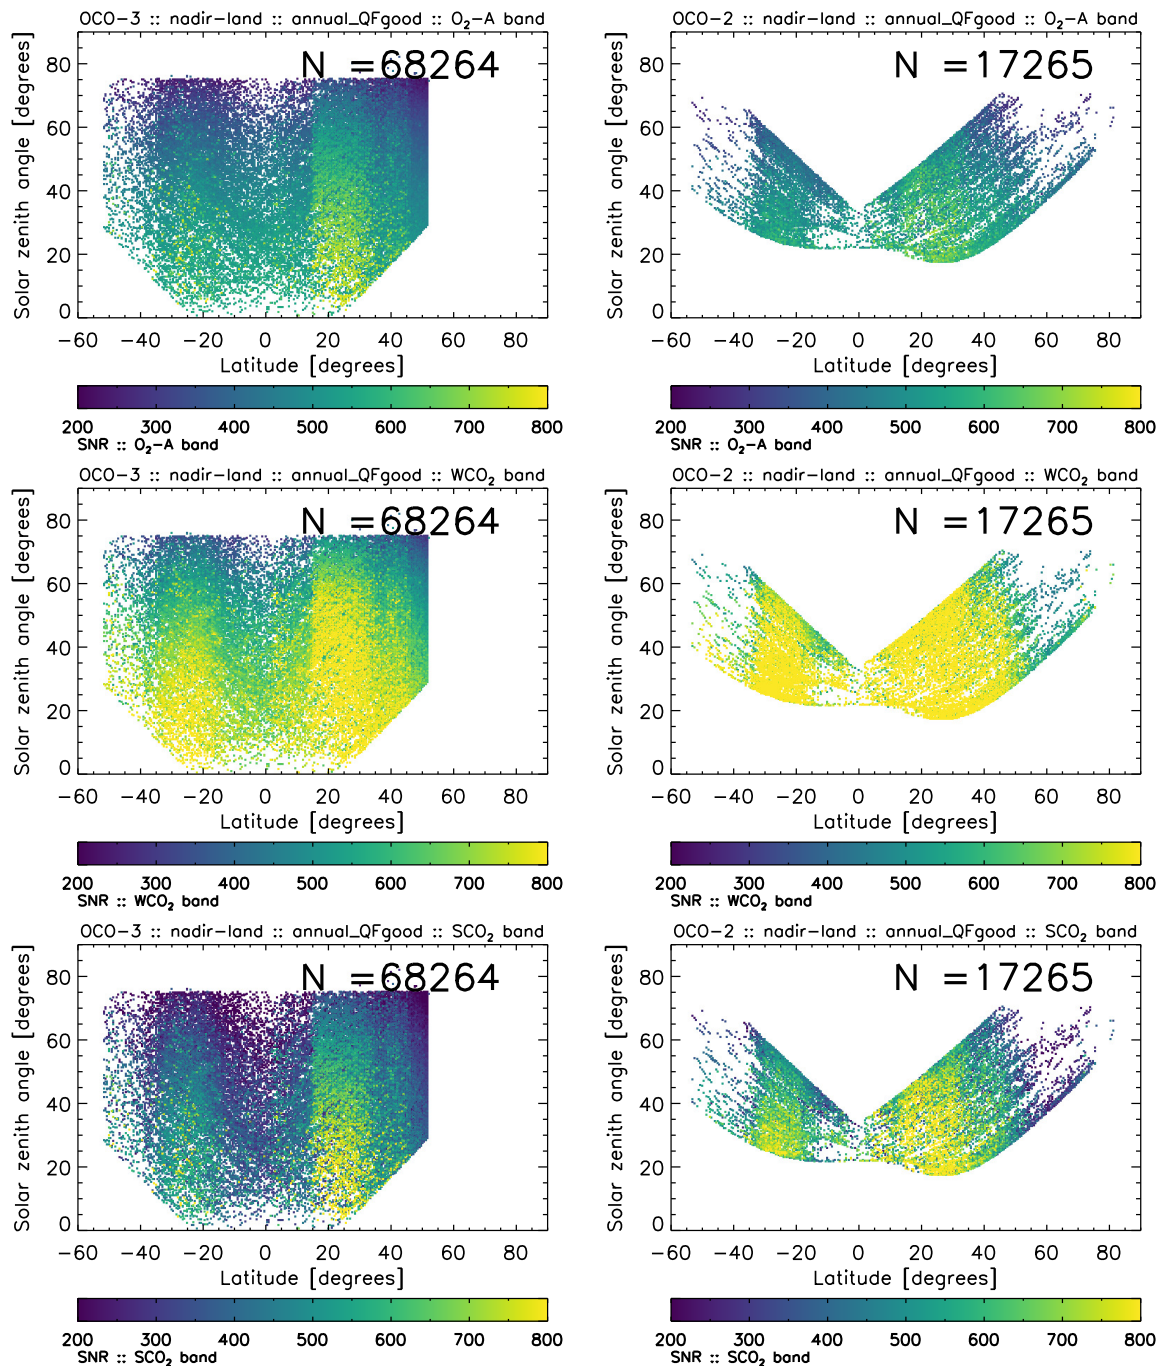 OCO-3 :: nadir-land :: annual_QFgood :: O₂-A band
N =68264
Solar zenith angle [degrees]
80
60
40
20
0
-60 -40 -20 0 20 40 60 80
Latitude [degrees]
200 300 400 500 600 700 800
SNR :: O₂-A band
OCO-2 :: nadir-land :: annual_QFgood :: O₂-A band
N =17265
Solar zenith angle [degrees]
80
60
40
20
0
-60 -40 -20 0 20 40 60 80
Latitude [degrees]
200 300 400 500 600 700 800
SNR :: O₂-A band
OCO-3 :: nadir-land :: annual_QFgood :: WCO₂ band
N =68264
Solar zenith angle [degrees]
80
60
40
20
0
-60 -40 -20 0 20 40 60 80
Latitude [degrees]
200 300 400 500 600 700 800
SNR :: WCO₂ band
OCO-2 :: nadir-land :: annual_QFgood :: WCO₂ band
N =17265
Solar zenith angle [degrees]
80
60
40
20
0
-60 -40 -20 0 20 40 60 80
Latitude [degrees]
200 300 400 500 600 700 800
SNR :: WCO₂ band
OCO-3 :: nadir-land :: annual_QFgood :: SCO₂ band
N =68264
Solar zenith angle [degrees]
80
60
40
20
0
-60 -40 -20 0 20 40 60 80
Latitude [degrees]
200 300 400 500 600 700 800
SNR :: SCO₂ band
OCO-2 :: nadir-land :: annual_QFgood :: SCO₂ band
N =17265
Solar zenith angle [degrees]
80
60
40
20
0
-60 -40 -20 0 20 40 60 80
Latitude [degrees]
200 300 400 500 600 700 800
SNR :: SCO₂ band